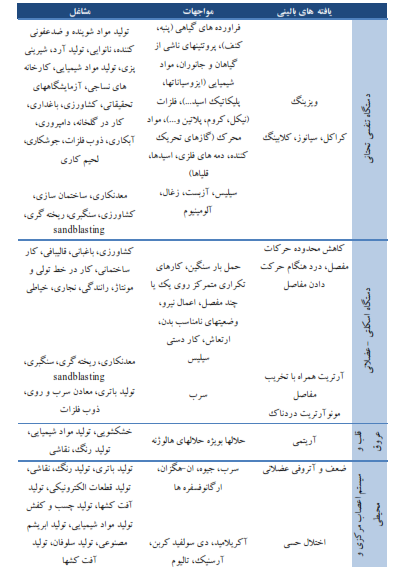 یافته های بالینی
مواجهات
مشاغل
دستگاه تنفسی تحتانی
ویزینگ
کراکل، سیانوز، کلابینگ
فراورده های گیاهی (پنبه،
کنف)، پروتئینهای ناشی از
گیاهان و جانوران، مواد
شیمیایی (ایزوسیاناتها،
پلیکاتیک اسید...)، فلزات
(نیکل، کروم، پلاتین و...)، مواد
محرک (گازهای تحریک
کننده، دمه های فلزی، اسیدها،
قلیاها)
سیلیس، آزبست، زغال،
آلومینیوم
تولید مواد شوینده و ضدعفونی
کننده، نانوایی، تولید آرد، شیرینی
پزی، تولید مواد شیمیایی، کارخانه
های نساجی، آزمایشگاههای
تحقیقاتی، کشاورزی، باغداری،
کار در گلخانه، دامپروری،
آبکاری، ذوب فلزات، جوشکاری،
لحیم کاری
معدنکاری، ساختمان سازی،
کشاورزی، سنگبری، ریخته گری،
sandblasting
دستگاه اسکلتی -عضلانی
کاهش محدوده حرکات
مفصل، درد هنگام حرکت
دادن مفاصل
آرتریت همراه با تخریب
مفاصل
مونوآرتریت دردناک
حمل بار سنگین، کارهای
تکراری متمرکز روی یک یا
چند مفصل، اعمال نیرو،
وضعیتهای نامناسب بدن،
ارتعاش، کار دستی
سیلیس
سرب
کشاورزی، باغبانی، قالیبافی، کار
ساختمانی، کار در خط تولی و
مونتاژ، رانندگی، نجاری، خیاطی
معدنکاری، ریخته گری، سنگبری،
sandblasting
تولید باتری، معادن سرب و روی،
ذوب فلزات
قلب و
عروق
آریتمی
حلالها بویژه حلالهای هالوژنه
خشکشویی، تولید مواد شیمیایی،
تولید رنگ، نقاشی
سیستم اعصاب مرکزی و
محیطی
ضعف و آتروفی عضلانی
اختلال حسی
سرب، جیوه، ان-هگزان،
ارگانوفسفره ها
آکریلامید، دی سولفید کربن،
آرسنیک، تالیوم
تولید باتری، تولید رنگ، نقاشی،
تولید قطعات الکترونیکی، تولید
آفت کشها، تولید چسب و کفش
تولید مواد شیمیایی، تولید ابریشم
مصنوعی، تولید سلوفان، تولید
آفت کشها